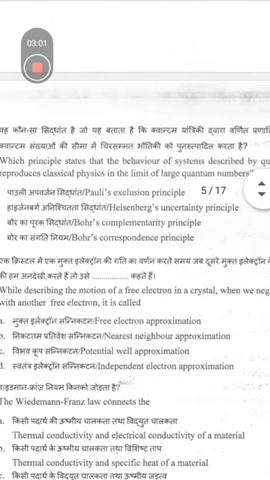 03:01
वह कौन-सा सिद्धांत है जो यह बताता है कि क्वान्टम यांत्रिकी द्वारा वर्णित
क्वान्टम संख्याओं की सीमा में चिरसम्मत भौतिकी को पुनरुत्पादित करता है?
Which principle states that the behaviour of systems described by
reproduces classical physics in the limit of large quantum numbers
पाउली अपवर्जन सिद्धांत/Pauli's exclusion principle
5 / 17
हाइजेनबर्ग अनिश्चितता सिद्धांत/Heisenberg's uncertainty principle
बोर का पूरक सिद्धांत/Bohr's complementarity principle
बोर का संगति नियम/Bohr's correspondence principle
एक क्रिस्टल में एक मुक्त इलेक्ट्रॉन की गति का वर्णन करते समय जब दूसरे मुक्त इलेक्ट्रॉन
की हम अनदेखी करते हैं तो उसे ................ कहते हैं।
While describing the motion of a free electron in a crystal, when we
with another free electron, it is called
a. मुक्त इलेक्ट्रॉन सन्निकटन/Free electron approximation
b. निकटतम प्रतिवेश सन्निकटन/Nearest neighbour approximation
c. विभव कूप सन्निकटन/Potential well approximation
d. स्वतंत्र इलेक्ट्रॉन सन्निकटन/Independent electron approximation
वाइडमान-फ्रांज़ नियम किनको जोड़ता है?
The Wiedemann-Franz law connects the
a. किसी पदार्थ की ऊष्मीय चालकता तथा विद्युत चालकता
Thermal conductivity and electrical conductivity of a material
b. किसी पदार्थ के ऊष्मीय चालकता तथा विशिष्ट ताप
Thermal conductivity and specific heat of a material
c. किसी पदार्थ के विद्युत चालकता तथा ऊष्मीय जड़त्व